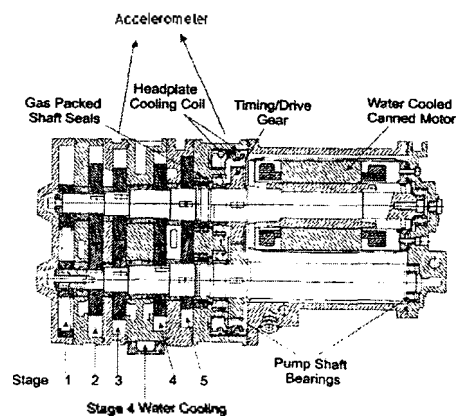 Accelerometer
Headplate
Cooling Coil
Gas Packed
Shaft Seals
Timing/Drive
Gear
Water Cooled
Canned Motor
Pump Shaft
Bearings
Stage 1 2 3 4 5
Stage 4 Water Cooling